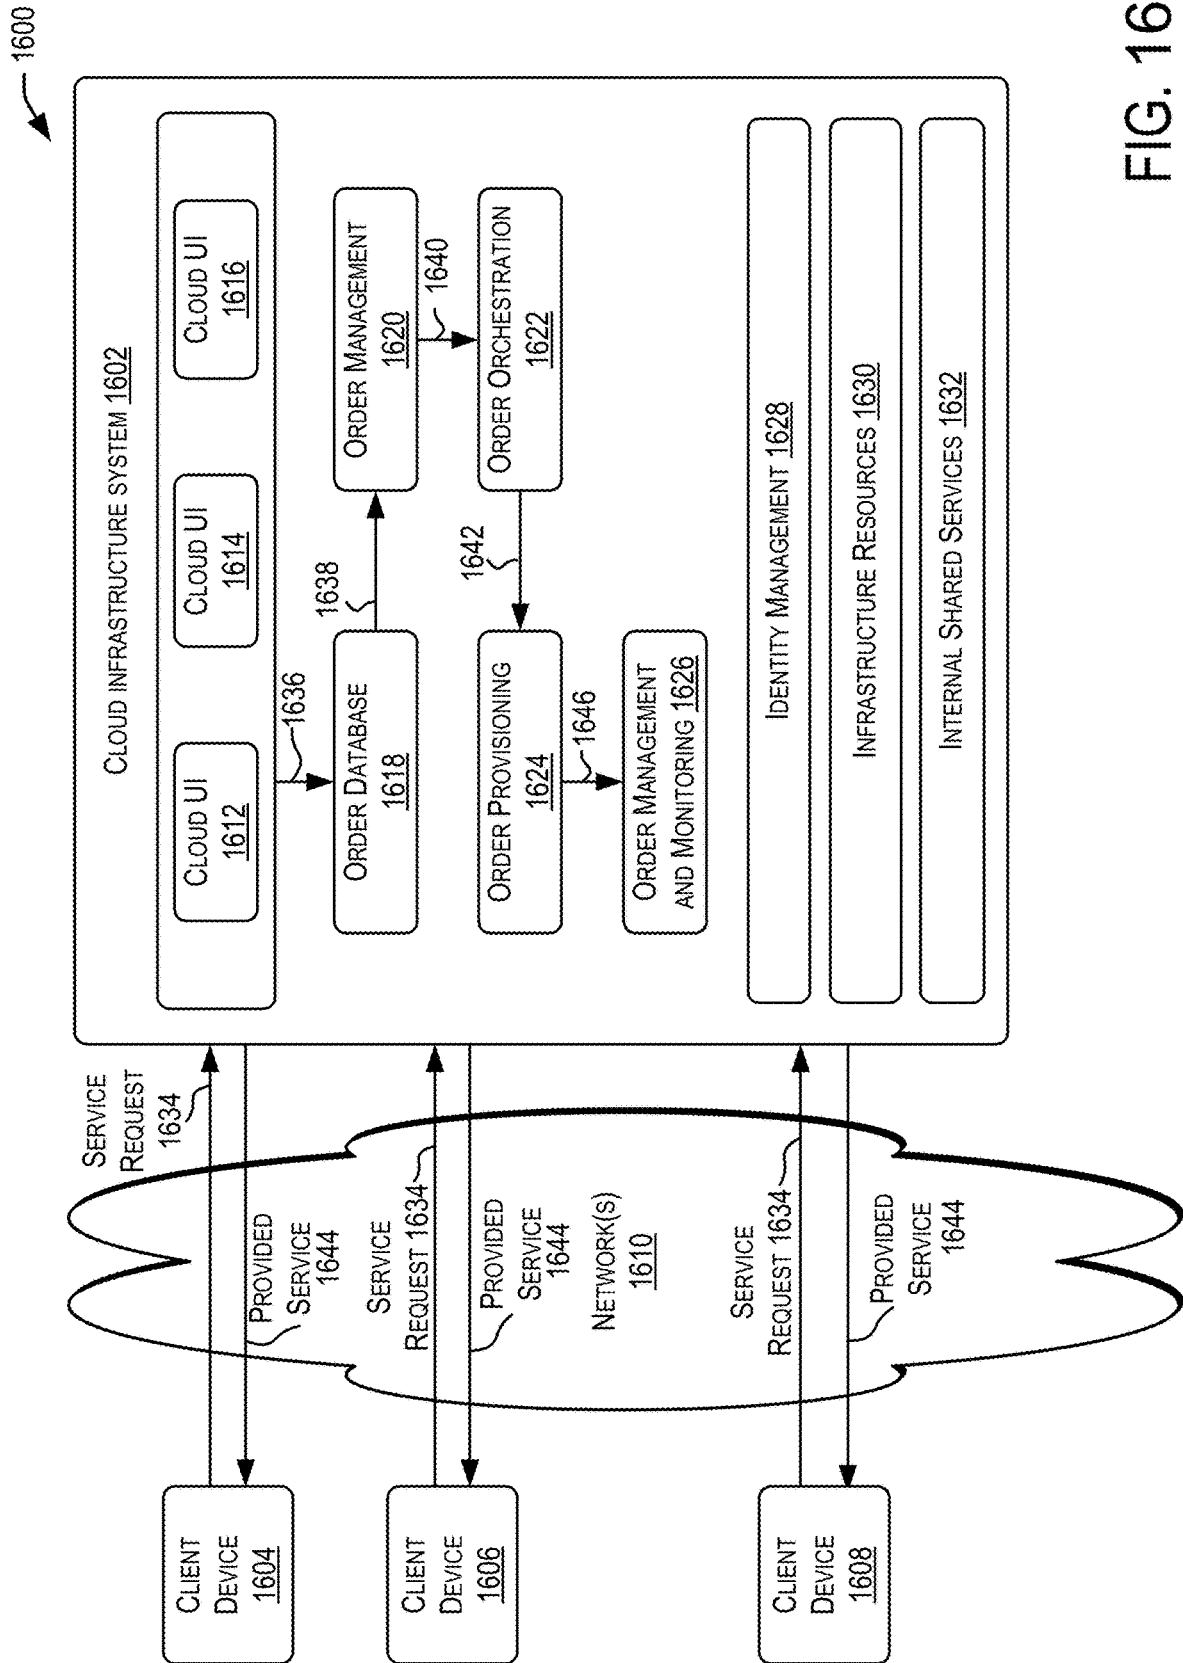 1600
CLOUD INFRASTRUCTURE SYSTEM 1602
CLOUD UI
1612
CLOUD UI
1614
CLOUD UI
1616
1636
ORDER DATABASE
1618
1638
ORDER MANAGEMENT
1620
1640
ORDER ORCHESTRATION
1622
1642
ORDER PROVISIONING
1624
1646
ORDER MANAGEMENT
AND MONITORING 1626
IDENTITY MANAGEMENT 1628
INFRASTRUCTURE RESOURCES 1630
INTERNAL SHARED SERVICES 1632
CLIENT
DEVICE
1604
SERVICE
REQUEST
1634
PROVIDED
SERVICE
1644
CLIENT
DEVICE
1606
SERVICE
REQUEST 1634
PROVIDED
SERVICE
1644
NETWORK(S)
1610
CLIENT
DEVICE
1608
SERVICE
REQUEST 1634
PROVIDED
SERVICE
1644
FIG. 16